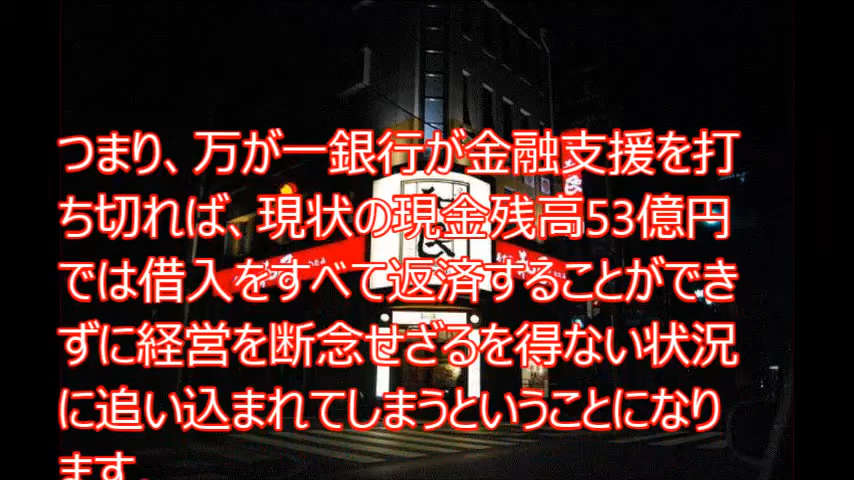 つまり、万が一銀行が金融支援を打
ち切れば、現状の現金残高53億円
では借入をすべて返済することができ
ずに経営を断念せざるを得ない状況
に追い込まれてしまうということになり
ます。